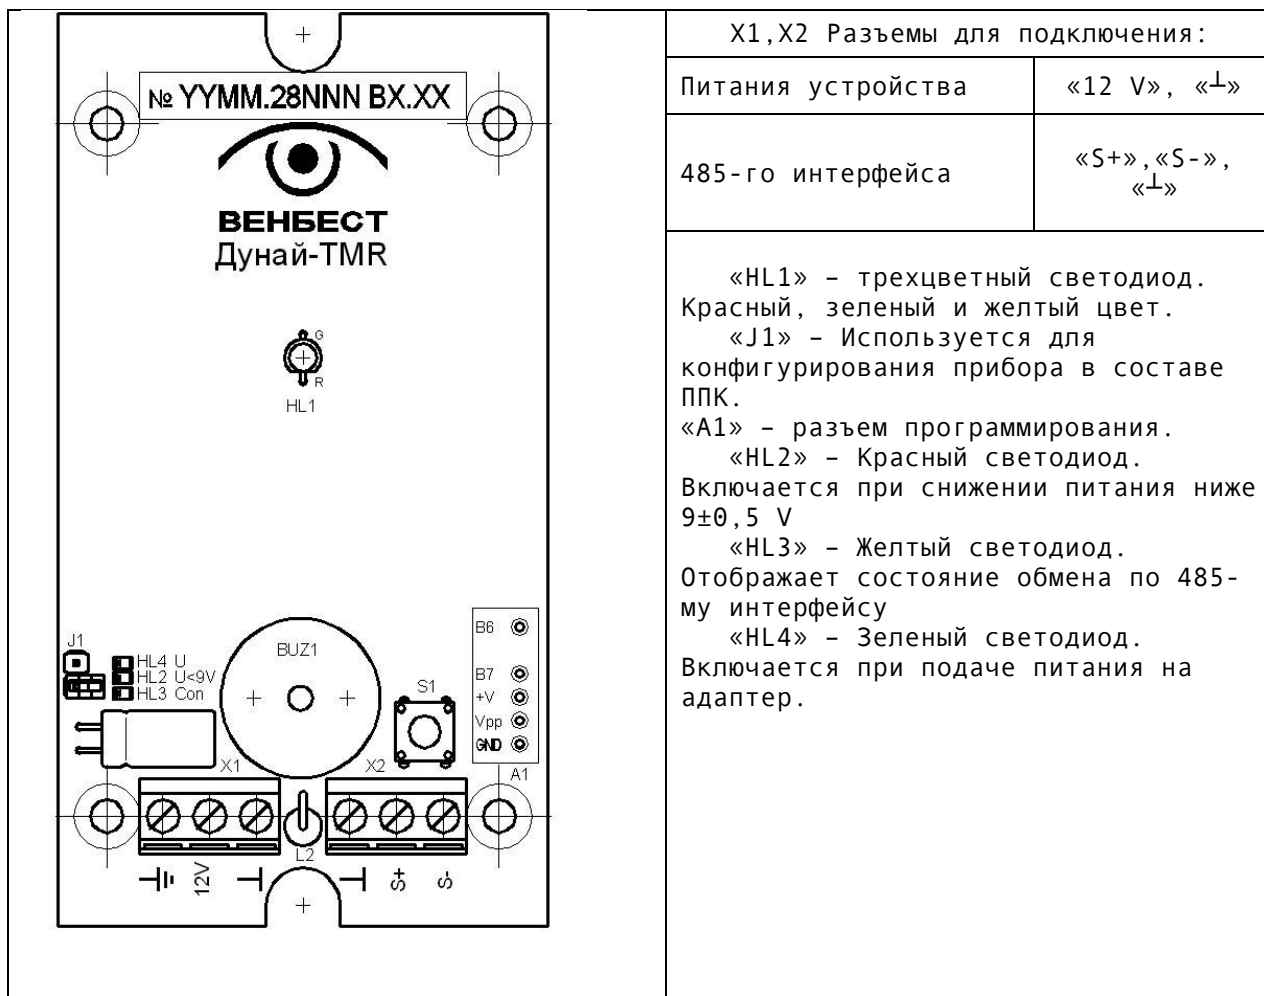 № YYMM.28NNN BX.XX
ВЕНБЕСТ
Дунай-TMR
G
R
HL1
J1
HL4 U
HL2 U<9V
HL3 Con
BUZ1
S1
B6
B7
+V
Vpp
GND
A1
X1
X2
L2
12V
S+
S-
X1,X2 Разъемы для подключения:
Питания устройства «12 V», «┴»
485-го интерфейса «S+»,«S-»,
«┴»
«HL1» – трехцветный светодиод.
Красный, зеленый и желтый цвет.
«J1» – Используется для
конфигурирования прибора в составе
ППК.
«A1» – разъем программирования.
«HL2» – Красный светодиод.
Включается при снижении питания ниже
9±0,5 V
«HL3» – Желтый светодиод.
Отображает состояние обмена по 485-
му интерфейсу
«HL4» – Зеленый светодиод.
Включается при подаче питания на
адаптер.